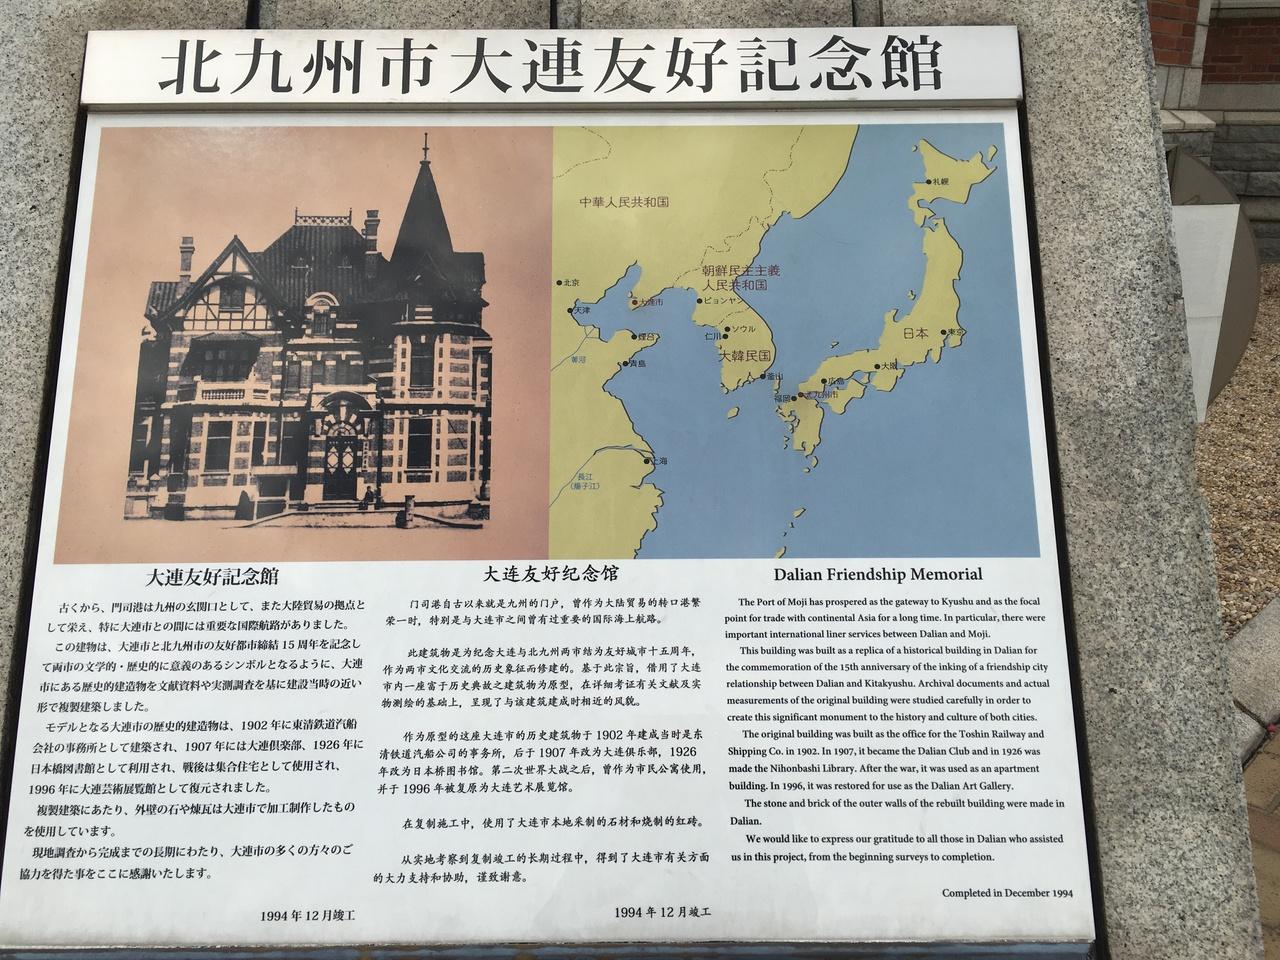 北九州市大連友好記念館
中華人民共和国
朝鮮民主主義
人民共和国
北京
天津
大連市
ピョンヤン
煙台
青島
黄河
ソウル
仁川
大韓民国
釜山
札幌
日本
東京
大阪
広島
福岡
北九州市
上海
長江
(揚子江)
大連友好記念館
古くから、門司港は九州の玄関口として、また大陸貿易の拠点と
して栄え、特に大連市との間には重要な国際航路がありました。
この建物は、大連市と北九州市の友好都市締結15周年を記念し
て両市の文学的・歴史的に意義のあるシンボルとなるように、大連
市にある歴史的建造物を文献資料や実測調査を基に建設当時の近い
形で複製建築しました。
モデルとなる大連市の歴史的建造物は、1902年に東清鉄道汽船
会社の事務所として建築され、1907年には大連倶楽部、1926年に
日本橋図書館として利用され、戦後は集合住宅として使用され、
1996年に大連芸術展覧館として復元されました。
複製建築にあたり、外壁の石や煉瓦は大連市で加工制作したもの
を使用しています。
現地調査から完成までの長期にわたり、大連市の多くの方々のご
協力を得た事をここに感謝いたします。
1994年12月竣工
大连友好纪念馆
门司港自古以来就是九州的门户，曾作为大陆贸易的转口港繁
荣一时，特别是与大连市之间曾有过重要的国际海上航路。
此建筑物是为纪念大连与北九州两市结为友好城市十五周年，
作为两市文化交流的历史象征而修建的。基于此宗旨，借用了大连
市内一座富于历史典故之建筑物为原型，在详细考证有关文献及实
物测绘的基础上，呈现了与该建筑建成时相近的风貌。
作为原型的这座大连市的历史建筑物于1902年建成当时是东
清铁道汽船公司的事务所，后于1907年改为大连俱乐部，1926
年改为日本桥图书馆。第二次世界大战之后，曾作为市民公寓使用，
并于1996年被复原为大连艺术展览馆。
在复制施工中，使用了大连市本地采制的石材和烧制的红砖。
从实地考察到复制竣工的长期过程中，得到了大连市有关方面
的大力支持和协助，谨致谢意。
1994年12月竣工
Dalian Friendship Memorial
The Port of Moji has prospered as the gateway to Kyushu and as the focal
point for trade with continental Asia for a long time. In particular, there were
important international liner services between Dalian and Moji.
This building was built as a replica of a historical building in Dalian for
the commemoration of the 15th anniversary of the inking of a friendship city
relationship between Dalian and Kitakyushu. Archival documents and actual
measurements of the original building were studied carefully in order to
create this significant monument to the history and culture of both cities.
The original building was built as the office for the Toshin Railway and
Shipping Co. in 1902. In 1907, it became the Dalian Club and in 1926 was
made the Nihonbashi Library. After the war, it was used as an apartment
building. In 1996, it was restored for use as the Dalian Art Gallery.
The stone and brick of the outer walls of the rebuilt building were made in
Dalian.
We would like to express our gratitude to all those in Dalian who assisted
us in this project, from the beginning surveys to completion.
Completed in December 1994